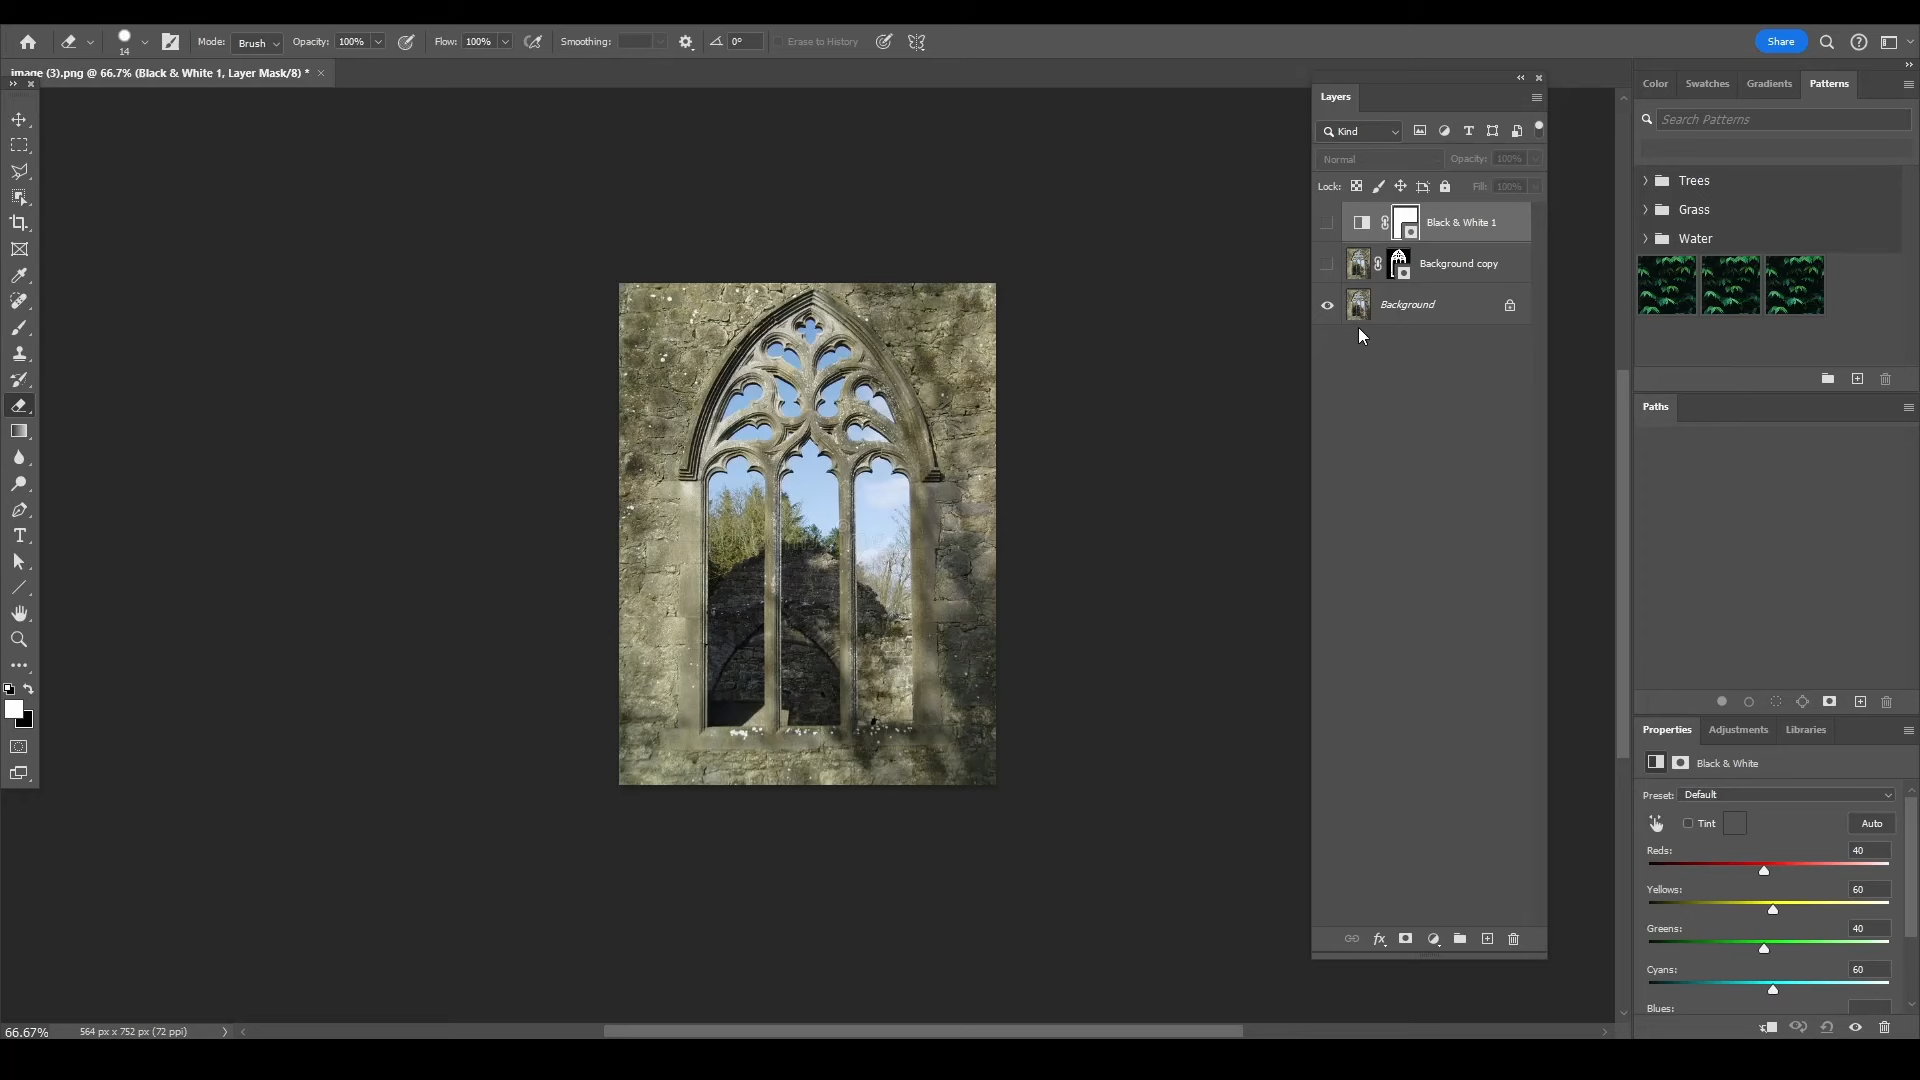 14
Mode:
Brush
Opacity: 100%
Flow: 100%
Smoothing:
0°
Erase to History
Share
image (3).png @ 66.7% (Black & White 1, Layer Mask/8) *
Layers
Kind
Normal
Opacity: 100%
Lock:
Fill: 100%
Black & White 1
Background copy
Background
fx
Color
Swatches
Gradients
Patterns
Search Patterns
Trees
Grass
Water
Paths
Properties
Adjustments
Libraries
Black & White
Preset: Default
Tint
Auto
Reds: 40
Yellows: 60
Greens: 40
Cyans: 60
Blues:
66.67%
564 px x 752 px (72 ppi)